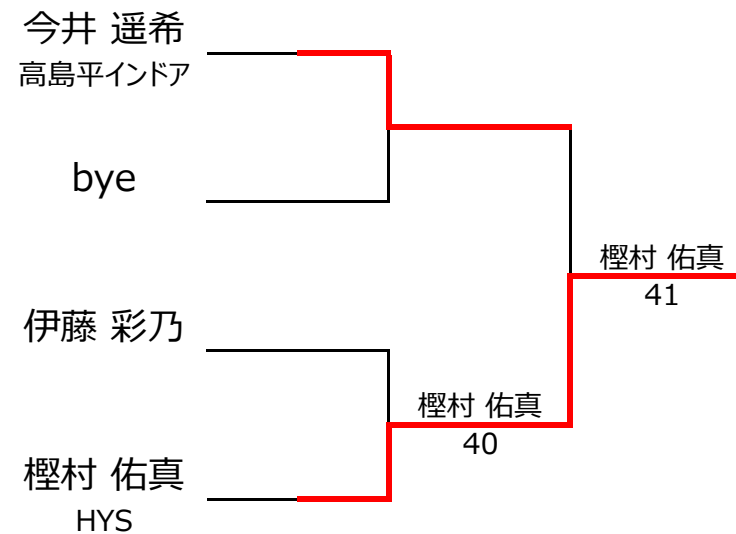 今井 遥希
高島平インドア
bye
樫村 佑真
41
伊藤 彩乃
樫村 佑真
40
樫村 佑真
HYS